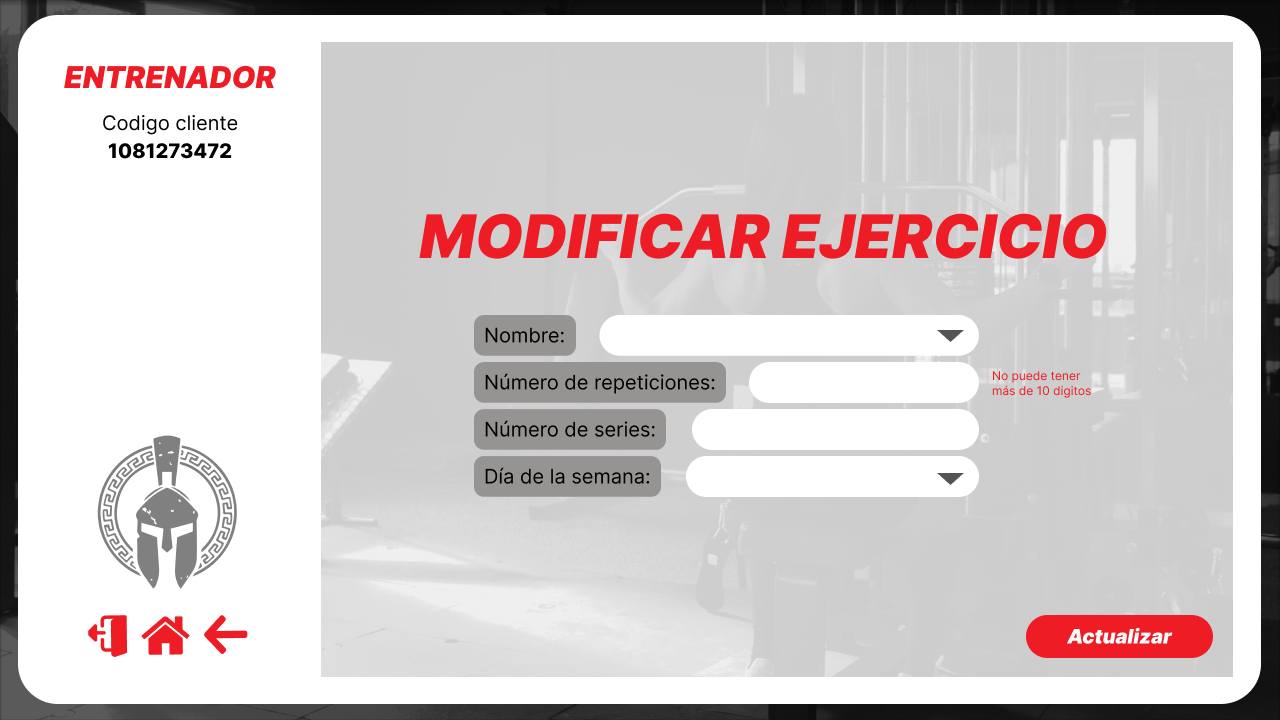 ENTRENADOR
Codigo cliente
1081273472
MODIFICAR EJERCICIO
Nombre:
Número de repeticiones:
No puede tener
más de 10 digitos
Número de series:
Día de la semana:
Actualizar